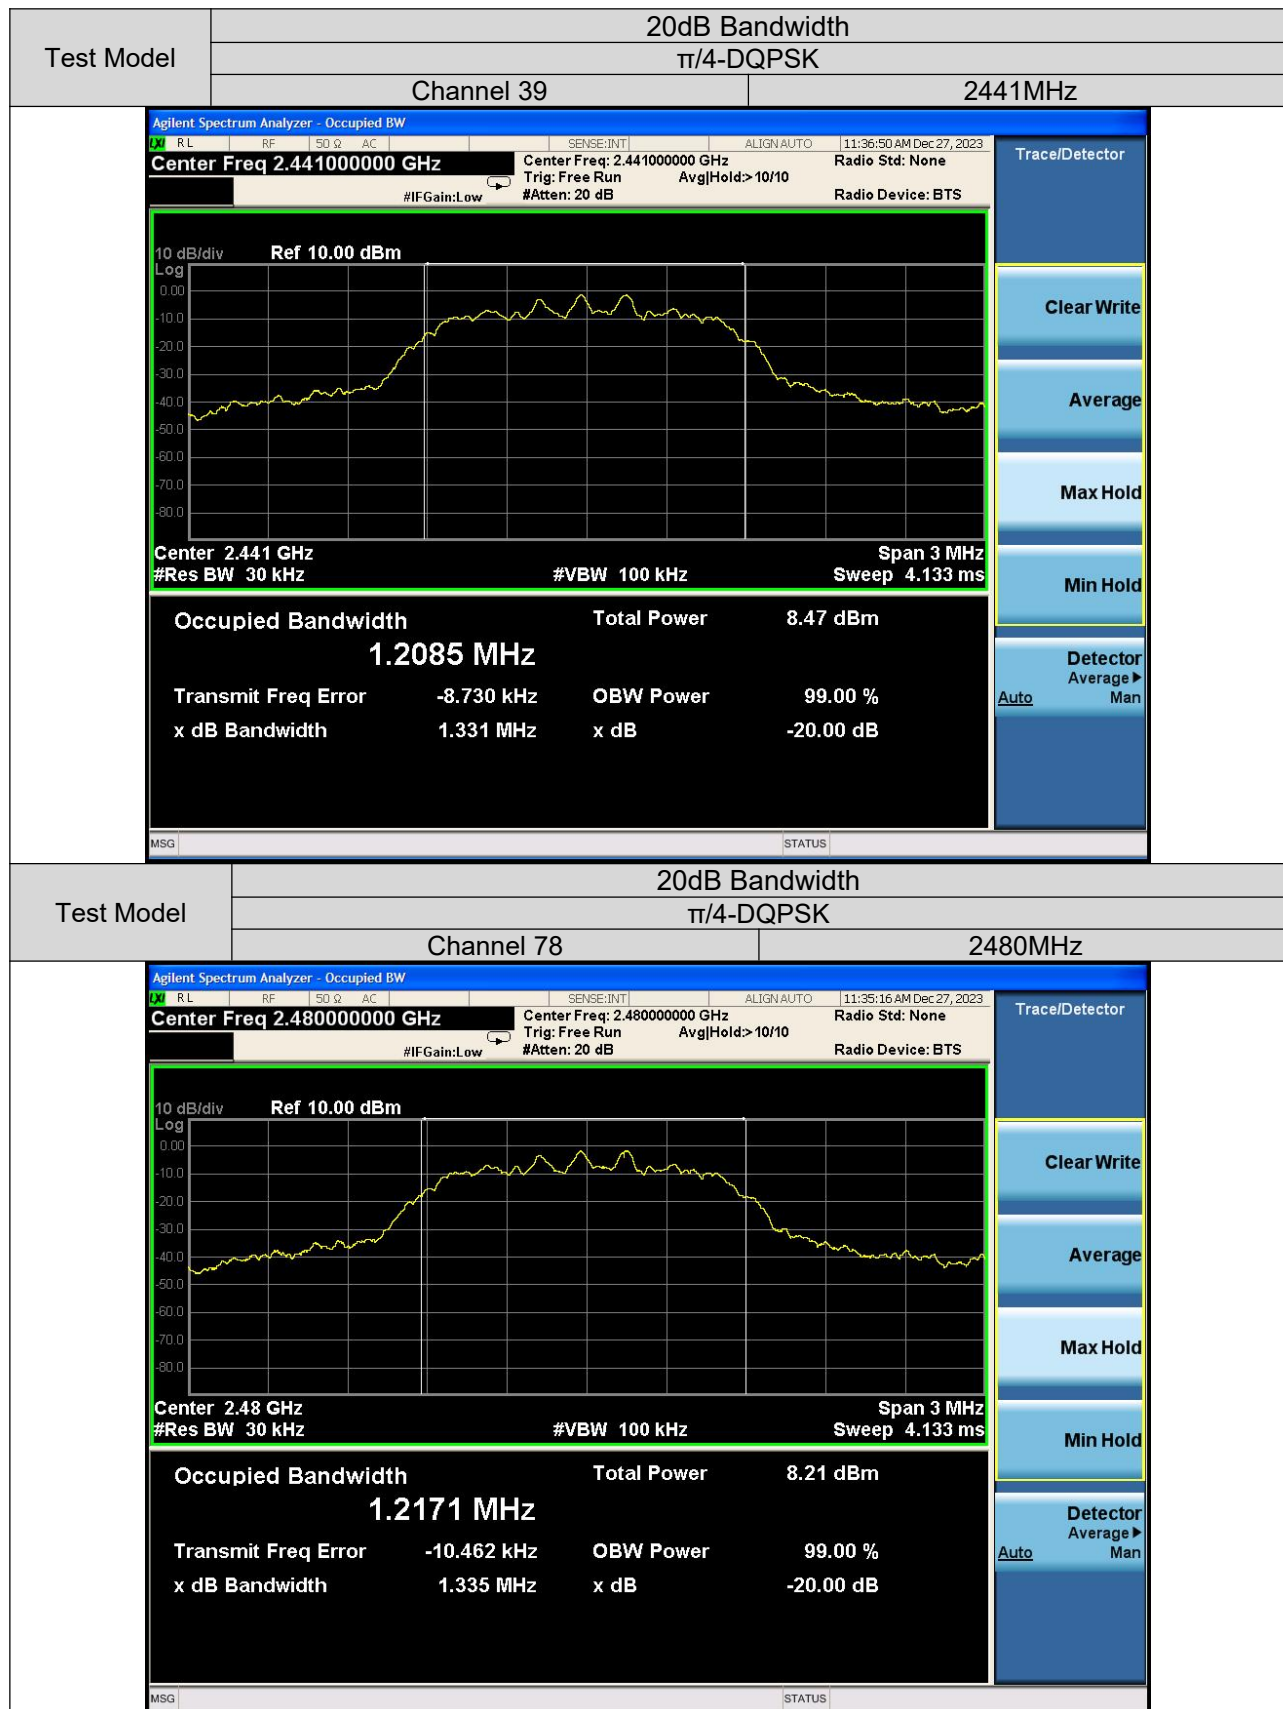 Test Model
20dB Bandwidth
π/4-DQPSK
Channel 39 2441MHz
Agilent Spectrum Analyzer - Occupied BW
LXI RL RF 50 Ω AC SENSE:INT ALIGNAUTO 11:36:50 AM Dec 27, 2023
Center Freq 2.441000000 GHz Center Freq: 2.441000000 GHz Radio Std: None
Trig: Free Run Avg|Hold:>10/10
#IFGain:Low #Atten: 20 dB Radio Device: BTS
Trace/Detector
10 dB/div Ref 10.00 dBm
Log
0.00
-10.0
-20.0
-30.0
-40.0
-50.0
-60.0
-70.0
-80.0
Center 2.441 GHz Span 3 MHz
#Res BW 30 kHz #VBW 100 kHz Sweep 4.133 ms
Clear Write
Average
Max Hold
Min Hold
Detector
Average▶
Auto Man
Occupied Bandwidth Total Power 8.47 dBm
1.2085 MHz
Transmit Freq Error -8.730 kHz OBW Power 99.00 %
x dB Bandwidth 1.331 MHz x dB -20.00 dB
MSG STATUS
Test Model
20dB Bandwidth
π/4-DQPSK
Channel 78 2480MHz
Agilent Spectrum Analyzer - Occupied BW
LXI RL RF 50 Ω AC SENSE:INT ALIGNAUTO 11:35:16 AM Dec 27, 2023
Center Freq 2.480000000 GHz Center Freq: 2.480000000 GHz Radio Std: None
Trig: Free Run Avg|Hold:>10/10
#IFGain:Low #Atten: 20 dB Radio Device: BTS
Trace/Detector
10 dB/div Ref 10.00 dBm
Log
0.00
-10.0
-20.0
-30.0
-40.0
-50.0
-60.0
-70.0
-80.0
Center 2.48 GHz Span 3 MHz
#Res BW 30 kHz #VBW 100 kHz Sweep 4.133 ms
Clear Write
Average
Max Hold
Min Hold
Detector
Average▶
Auto Man
Occupied Bandwidth Total Power 8.21 dBm
1.2171 MHz
Transmit Freq Error -10.462 kHz OBW Power 99.00 %
x dB Bandwidth 1.335 MHz x dB -20.00 dB
MSG STATUS